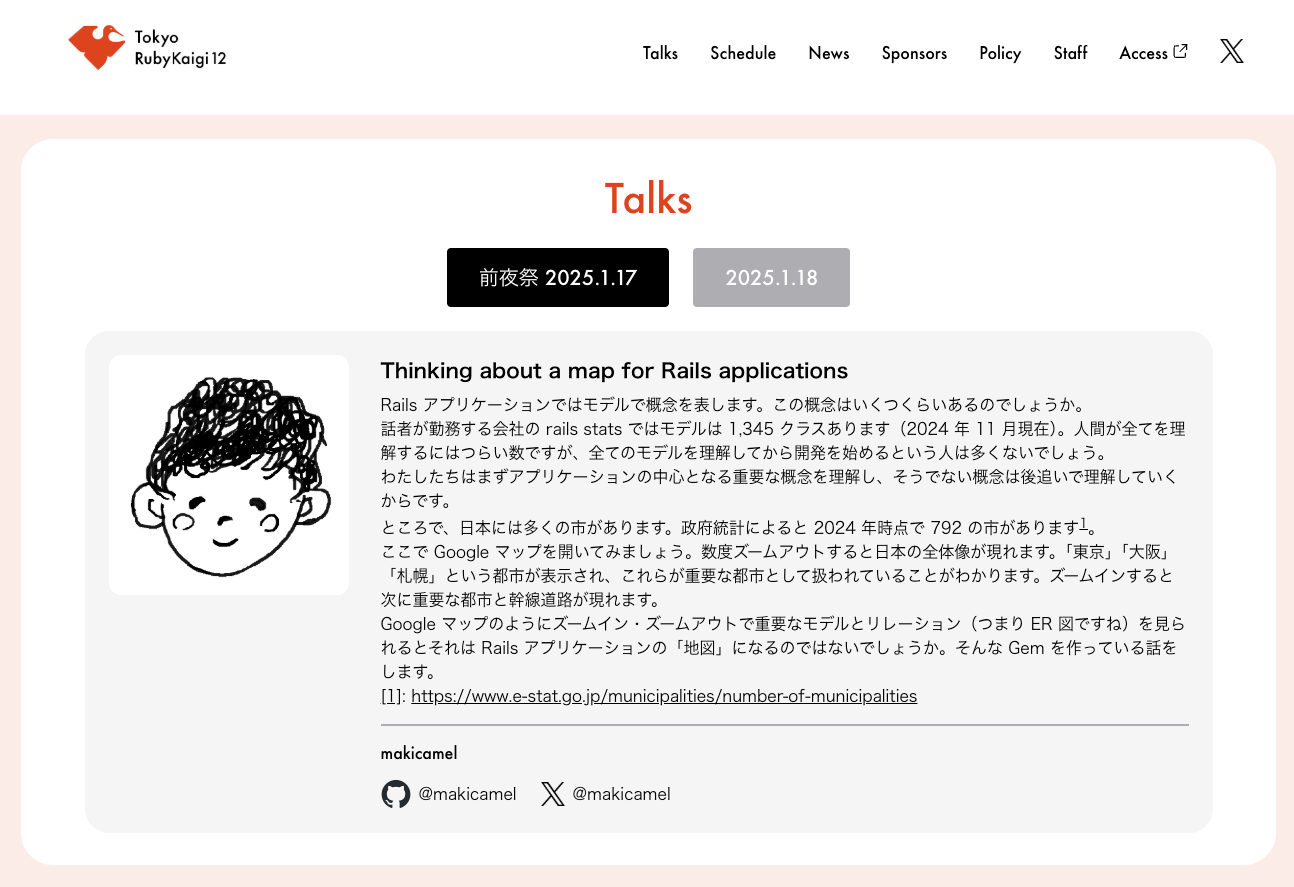 Tokyo
RubyKaigi 12
Talks Schedule News Sponsors Policy Staff Access
Talks
前夜祭 2025.1.17
2025.1.18
Thinking about a map for Rails applications
Rails アプリケーションではモデルで概念を表します。この概念はいくつくらいあるのでしょうか。
話者が勤務する会社の rails stats ではモデルは 1,345 クラスあります（2024 年 11 月現在）。人間が全てを理
解するにはつらい数ですが、全てのモデルを理解してから開発を始めるという人は多くないでしょう。
わたしたちはまずアプリケーションの中心となる重要な概念を理解し、そうでない概念は後追いで理解していく
からです。
ところで、日本には多くの市があります。政府統計によると 2024 年時点で 792 の市があります1。
ここで Google マップを開いてみましょう。数度ズームアウトすると日本の全体像が現れます。「東京」「大阪」
「札幌」という都市が表示され、これらが重要な都市として扱われていることがわかります。ズームインすると
次に重要な都市と幹線道路が現れます。
Google マップのようにズームイン・ズームアウトで重要なモデルとリレーション（つまり ER 図ですね）を見ら
れるとそれは Rails アプリケーションの「地図」になるのではないでしょうか。そんな Gem を作っている話を
します。
[1]: https://www.e-stat.go.jp/municipalities/number-of-municipalities
makicamel
@makicamel @makicamel